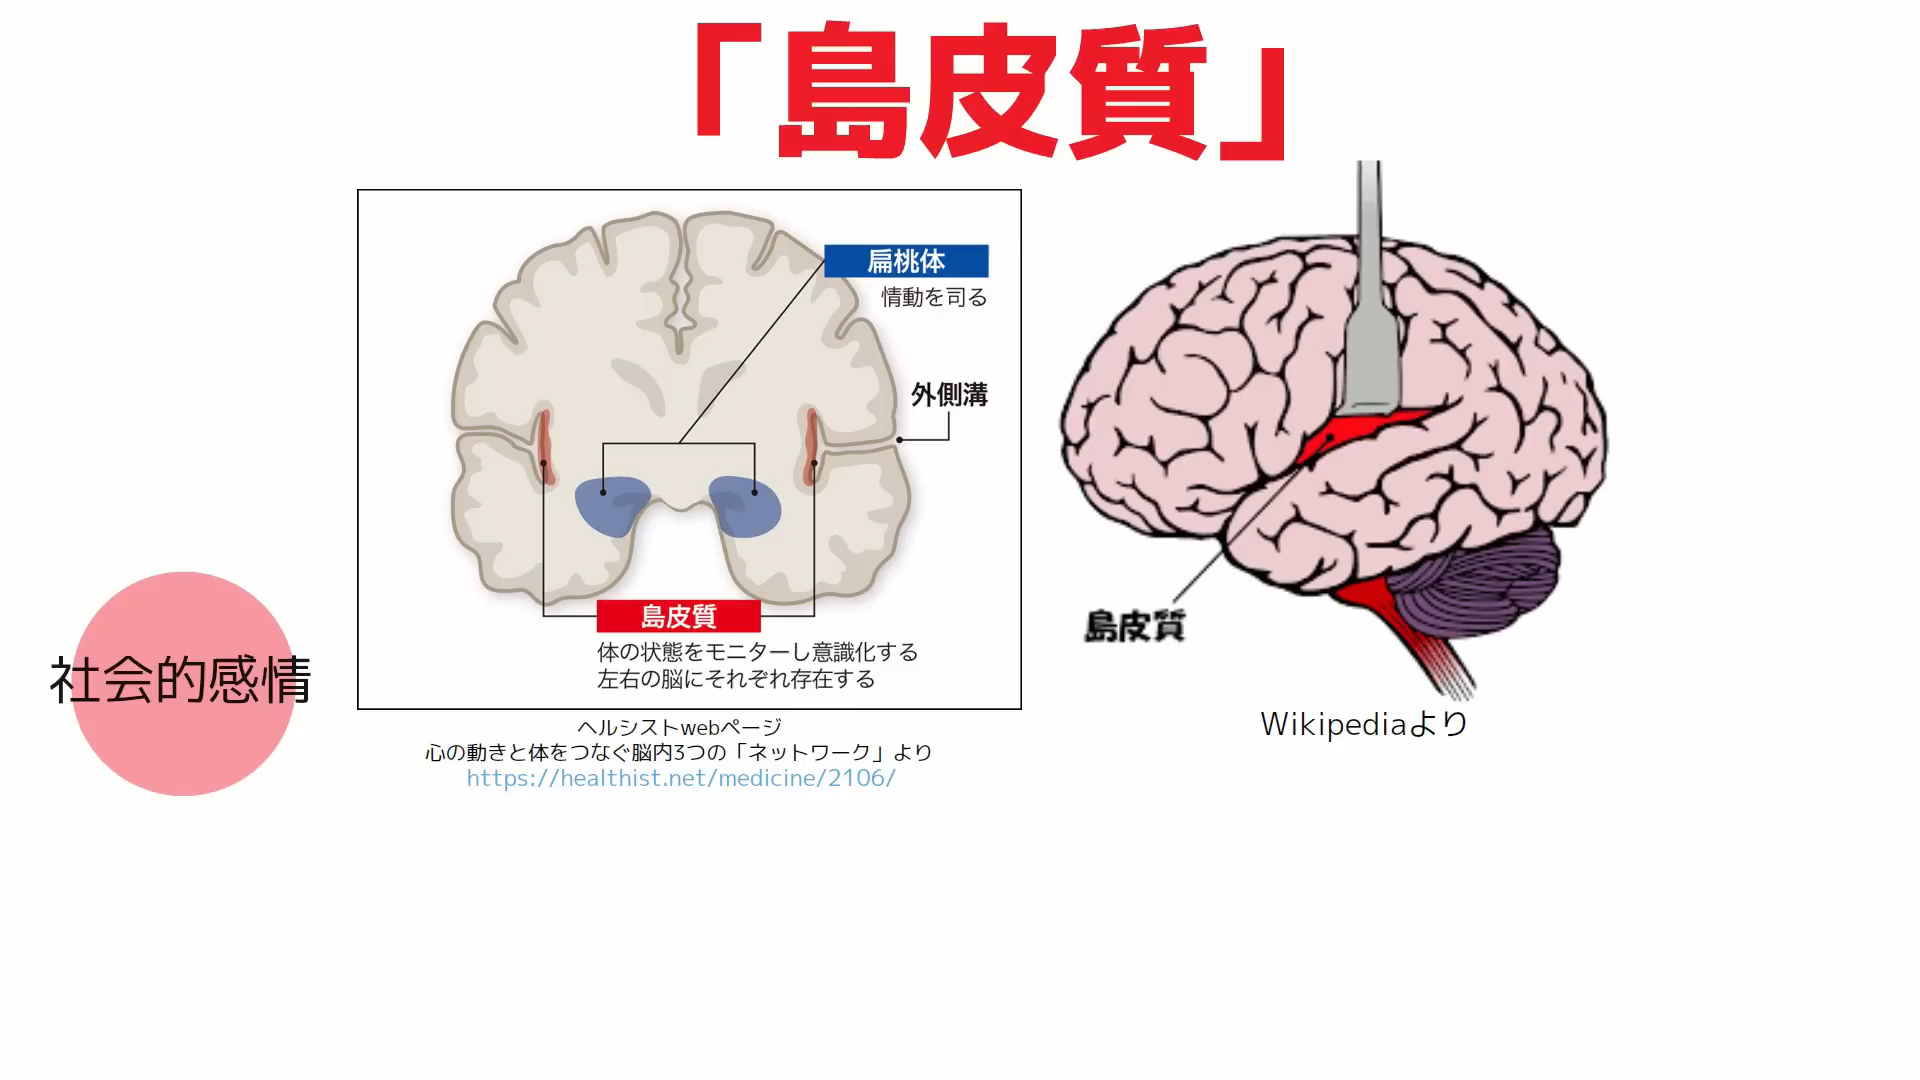 「島皮質」
扁桃体
情動を司る
外側溝
島皮質
体の状態をモニターし意識化する
左右の脳にそれぞれ存在する
ヘルシストwebページ
心の動きと体をつなぐ脳内3つの「ネットワーク」より
https://healthist.net/medicine/2106/
島皮質
Wikipediaより
社会的感情